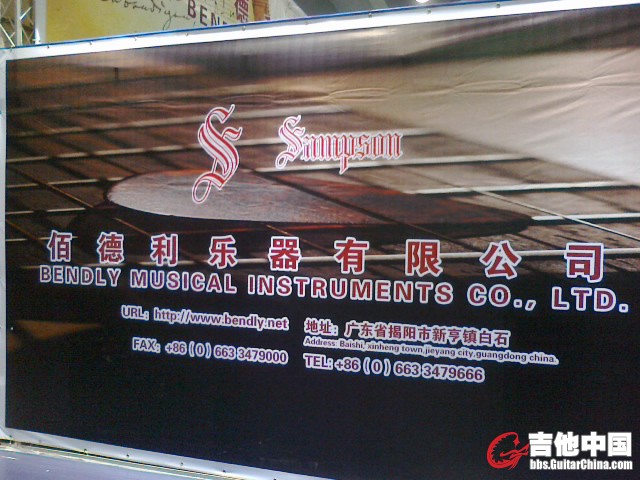 BENDLY
S Sampson
佰德利乐器有限公司
BENDLY MUSICAL INSTRUMENTS CO., LTD.
URL: http://www.bendly.net
地址：广东省揭阳市新亨镇白石
Address: Baishi, xinheng town,jieyang city,guangdong china.
FAX: +86 (0) 663 3479000
TEL: +86 (0) 663 3479666
吉他中国
bbs.GuitarChina.com